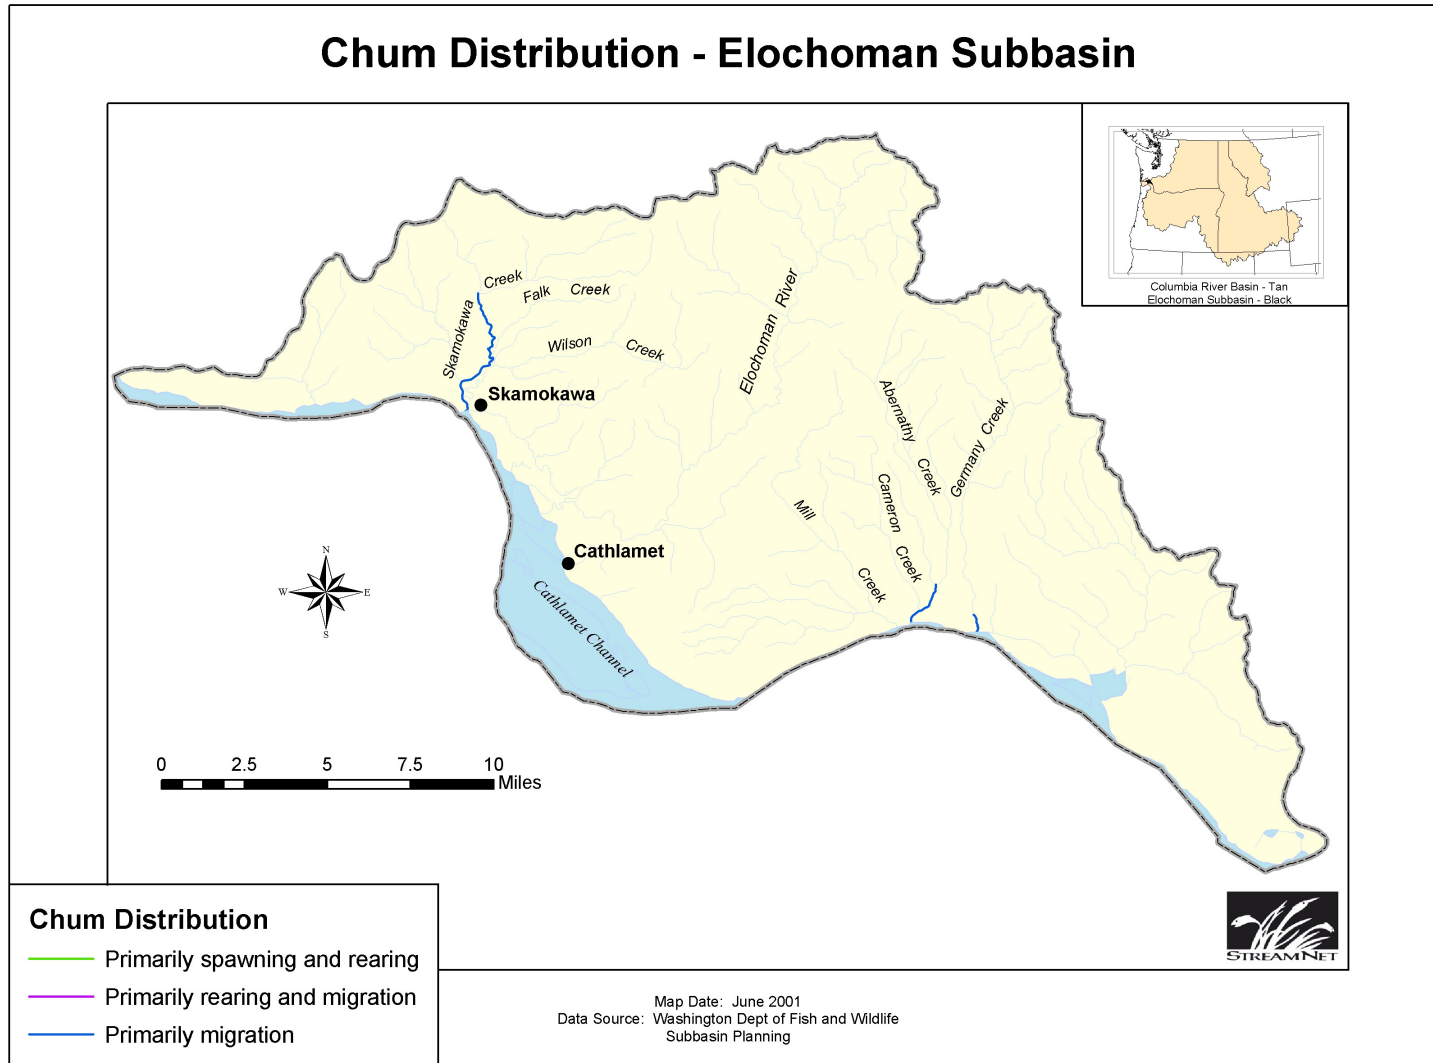 Chum Distribution - Elochoman Subbasin
Columbia River Basin - Tan
Elochoman Subbasin - Black
Skamokawa Creek
Falk Creek
Wilson Creek
Elochoman River
Skamokawa
Abernathy Creek
Germany Creek
Cameron Creek
Mill Creek
Cathlamet
Cathlamet Channel
N
W E
S
0 2.5 5 7.5 10
Miles
STREAMNET
Chum Distribution
Primarily spawning and rearing
Primarily rearing and migration
Primarily migration
Map Date: June 2001
Data Source: Washington Dept of Fish and Wildlife
Subbasin Planning